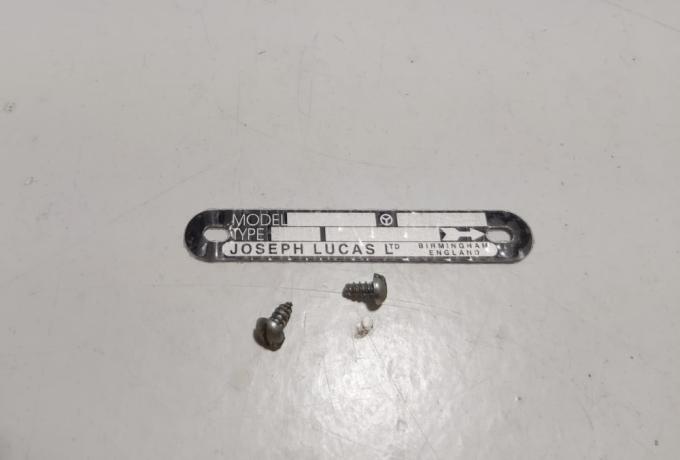 MODEL
TYPE
JOSEPH LUCAS LTD BIRMINGHAM
ENGLAND